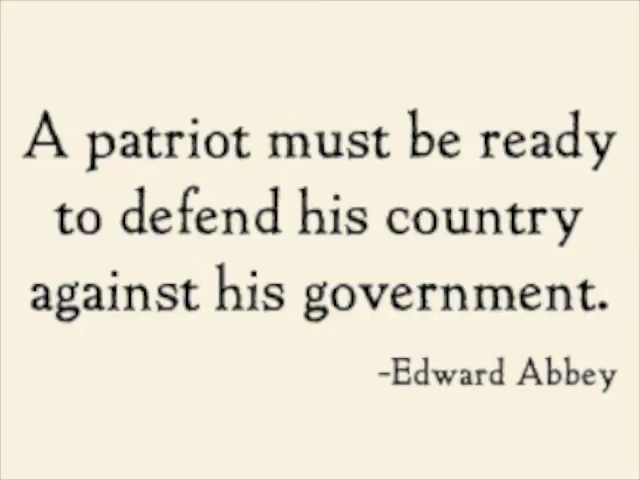 A patriot must be ready
to defend his country
against his government.
-Edward Abbey